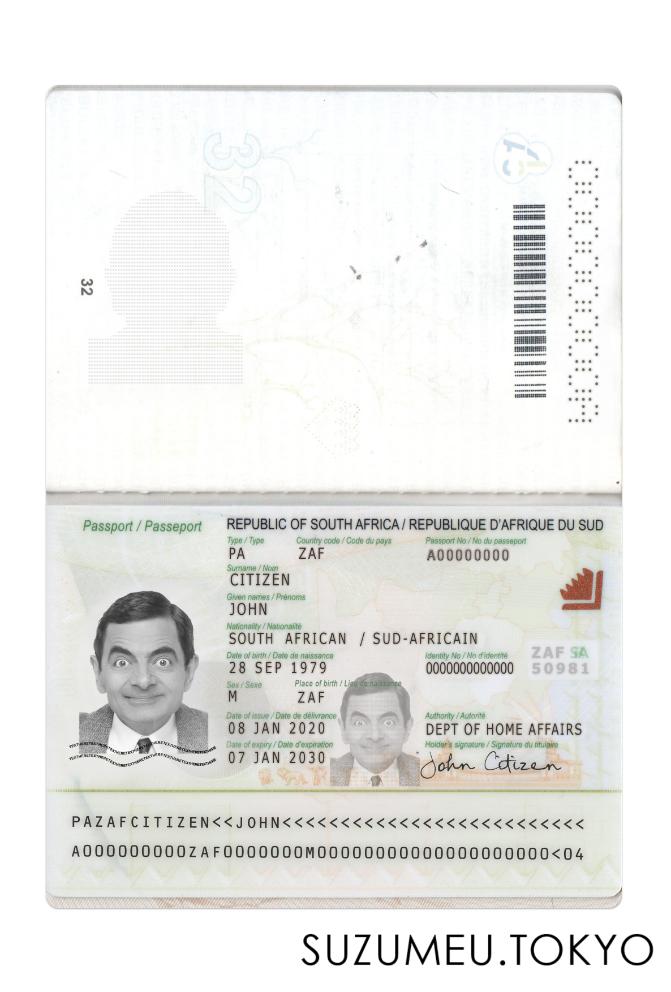 32
32
Passport / Passeport
REPUBLIC OF SOUTH AFRICA / REPUBLIQUE D'AFRIQUE DU SUD
Type / Type Country code / Code du pays Passport No / No du passeport
PA ZAF A00000000
Surname / Nom
CITIZEN
Given names / Prénoms
JOHN
Nationality / Nationalité
SOUTH AFRICAN / SUD-AFRICAIN
Date of birth / Date de naissance Identity No / No d'identité
28 SEP 1979 0000000000000
ZAF SA
50981
Sex / Sexe Place of birth / Lieu de naissance
M ZAF
Date of issue / Date de délivrance Authority / Autorité
08 JAN 2020 DEPT OF HOME AFFAIRS
Date of expiry / Date d'expiration Holder's signature / Signature du titulaire
07 JAN 2030 John Citizen
PAZAFCITIZEN<<JOHN<<<<<<<<<<<<<<<<<<<<<<<<<<
A000000000ZAF0000000M000000000000000000000<04
SUZUMEU.TOKYO